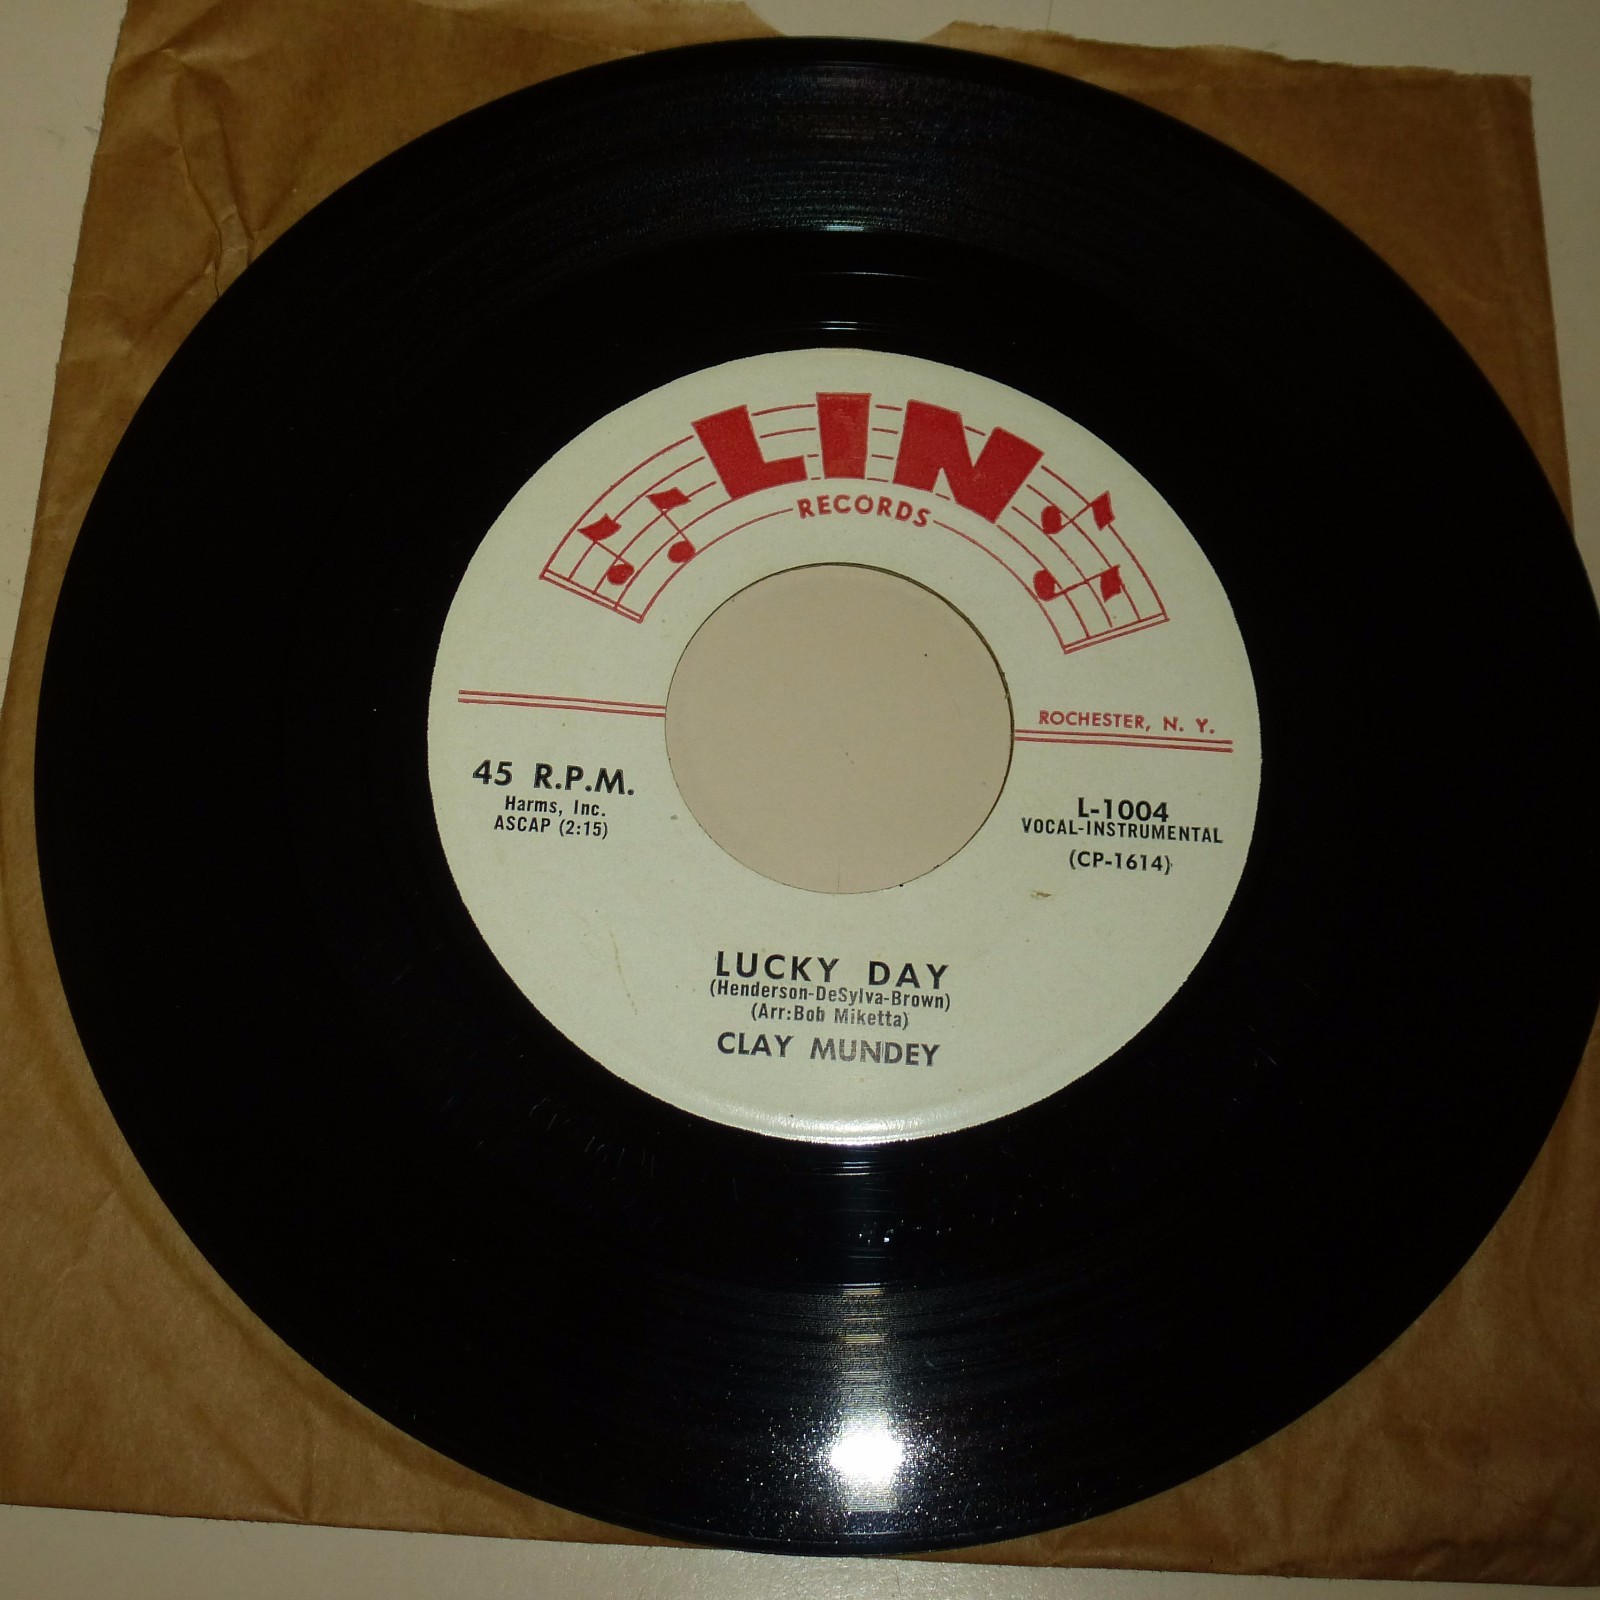 LIN
RECORDS
ROCHESTER, N. Y.
45 R.P.M.
Harms, Inc.
ASCAP (2:15)
L-1004
VOCAL-INSTRUMENTAL
(CP-1614)
LUCKY DAY
(Henderson-DeSylva-Brown)
(Arr:Bob Miketta)
CLAY MUNDEY